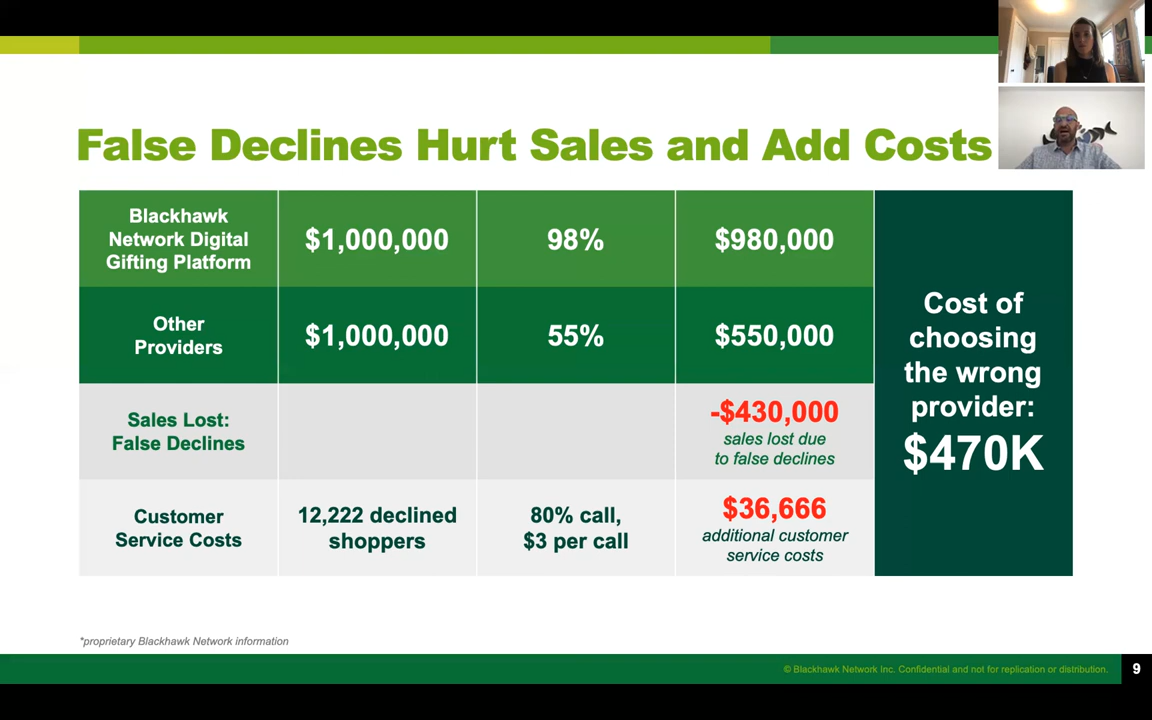 False Declines Hurt Sales and Add Costs
Blackhawk
Network Digital
Gifting Platform
$1,000,000
98%
$980,000
Other
Providers
$1,000,000
55%
$550,000
Sales Lost:
False Declines
-$430,000
sales lost due
to false declines
Customer
Service Costs
12,222 declined
shoppers
80% call,
$3 per call
$36,666
additional customer
service costs
Cost of
choosing
the wrong
provider:
$470K
*proprietary Blackhawk Network information
© Blackhawk Network Inc. Confidential and not for replication or distribution.
9